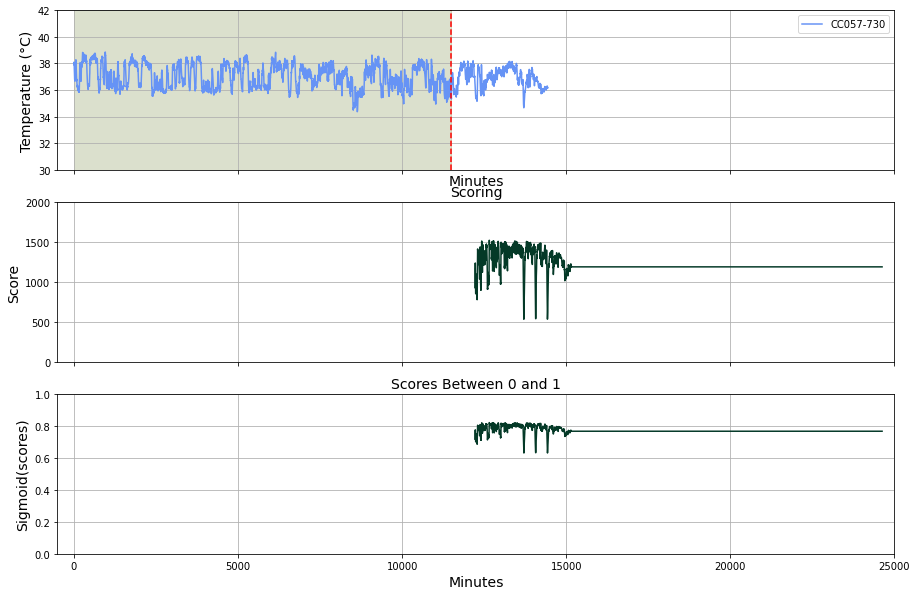 42
40
38
36
34
32
30
Temperature (°C)
CC057-730
Minutes
Scoring
2000
1500
1000
500
0
Score
Scores Between 0 and 1
1.0
0.8
0.6
0.4
0.2
0.0
Sigmoid(scores)
0 5000 10000 15000 20000 25000
Minutes